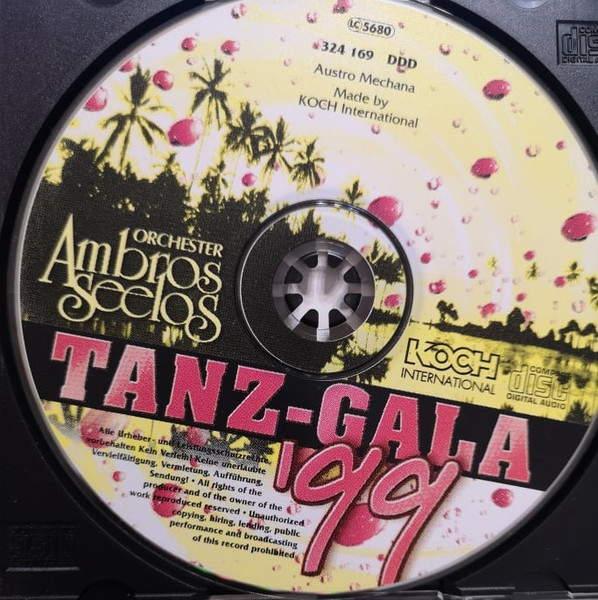 LC 5680
324 169 DDD
Austro Mechana
Made by
KOCH International
ORCHESTER
Ambros
Seelos
KOCH
INTERNATIONAL
COMPACT
disc
DIGITAL AUDIO
TANZ-GALA
'99
Alle Urheber- und Leistungsschutzrechte
vorbehalten Kein Verleih! Keine unerlaubte
Vervielfältigung, Vermietung, Aufführung,
Sendung! • All rights of the
producer and of the owner of the
work reproduced reserved • Unauthorized
copying, hiring, lending, public
performance and broadcasting
of this record prohibited